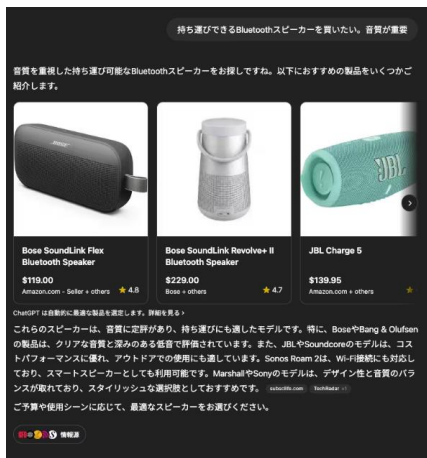 持ち運びできるBluetoothスピーカーを買いたい。音質が重要
音質を重視した持ち運び可能なBluetoothスピーカーをお探しですね。以下におすすめの製品をいくつかご
紹介します。
BOSE
JBL
Bose SoundLink Flex
Bluetooth Speaker
$119.00
Amazon.com - Seller + others ★ 4.8
Bose SoundLink Revolve+ II
Bluetooth Speaker
$229.00
Bose + others ★ 4.7
JBL Charge 5
$139.95
Amazon.com + others ★
ChatGPT は自動的に最適な製品を選定します。詳細を見る ›
これらのスピーカーは、音質に定評があり、持ち運びにも適したモデルです。特に、BoseやBang & Olufsen
の製品は、クリアな音質と深みのある低音で評価されています。また、JBLやSoundcoreのモデルは、コス
トパフォーマンスに優れ、アウトドアでの使用にも適しています。Sonos Roam 2は、Wi-Fi接続にも対応し
ており、スマートスピーカーとしても利用可能です。MarshallやSonyのモデルは、デザイン性と音質のバラ
ンスが取れており、スタイリッシュな選択肢としておすすめです。 TechRadar +1
ご予算や使用シーンに応じて、最適なスピーカーをお選びください。
情報源